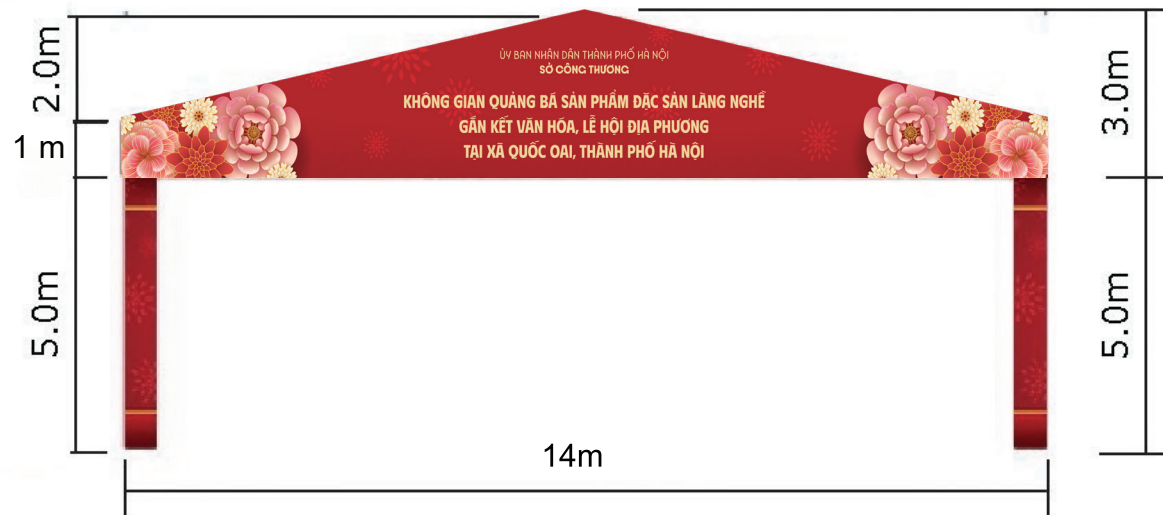 2.0m
ỦY BAN NHÂN DÂN THÀNH PHỐ HÀ NỘI
SỞ CÔNG THƯƠNG
3.0m
KHÔNG GIAN QUẢNG BÁ SẢN PHẨM ĐẶC SẢN LÀNG NGHỀ
GẮN KẾT VĂN HÓA, LỄ HỘI ĐỊA PHƯƠNG
TẠI XÃ QUỐC OAI, THÀNH PHỐ HÀ NỘI
1 m
5.0m
5.0m
14m